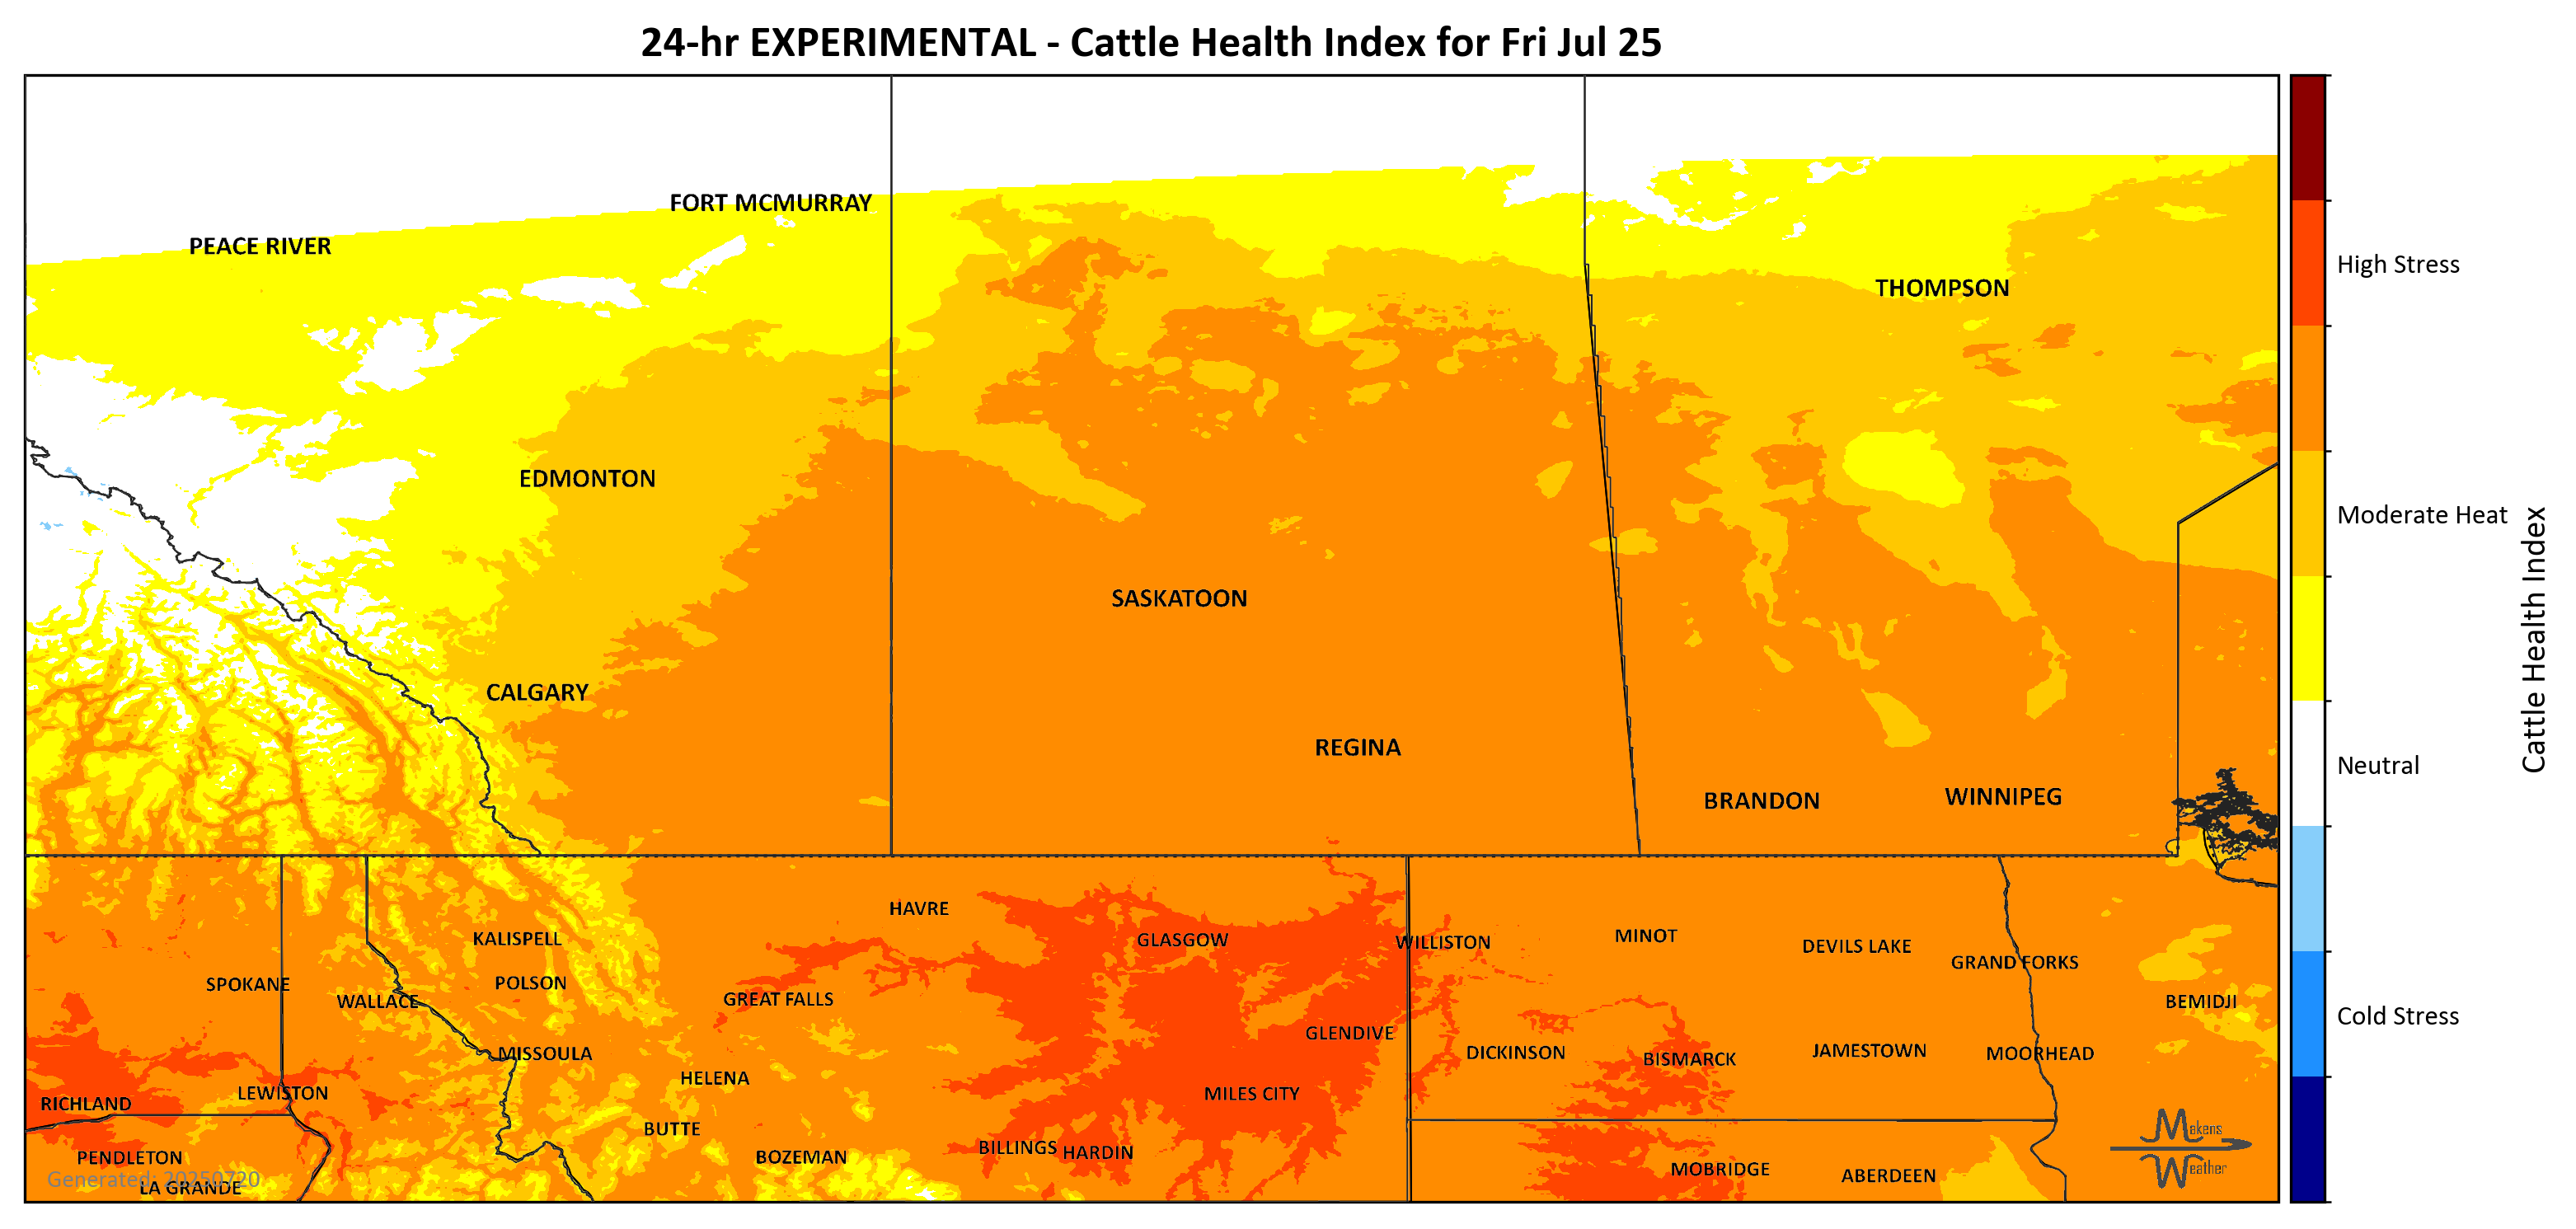 24-hr EXPERIMENTAL - Cattle Health Index for Fri Jul 25
FORT MCMURRAY
PEACE RIVER
THOMPSON
EDMONTON
SASKATOON
CALGARY
REGINA
BRANDON
WINNIPEG
HAVRE
KALISPELL
GLASGOW
WILLISTON
MINOT
DEVILS LAKE
GRAND FORKS
SPOKANE
POLSON
WALLACE
GREAT FALLS
BEMIDJI
GLENDIVE
MISSOULA
DICKINSON
BISMARCK
JAMESTOWN
MOORHEAD
HELENA
LEWISTON
MILES CITY
RICHLAND
BUTTE
BILLINGS
HARDIN
PENDLETON
BOZEMAN
MOBRIDGE
ABERDEEN
Generated: 20250720
LA GRANDE
Makens
Weather
High Stress
Moderate Heat
Neutral
Cold Stress
Cattle Health Index